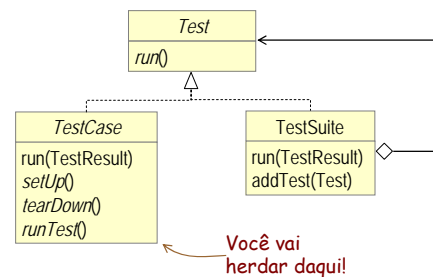 Test
run()
TestCase
run(TestResult)
setUp()
tearDown()
runTest()
TestSuite
run(TestResult)
addTest(Test)
Você vai
herdar daqui!